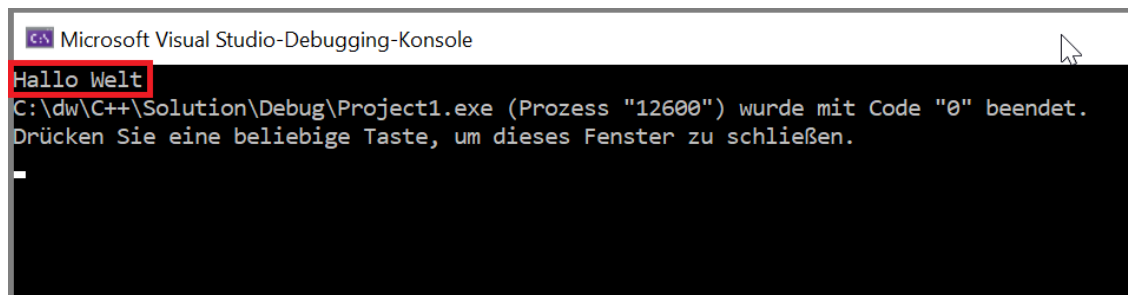 Microsoft Visual Studio-Debugging-Konsole
Hallo Welt
C:\dw\C++\Solution\Debug\Project1.exe (Prozess "12600") wurde mit Code "0" beendet.
Drücken Sie eine beliebige Taste, um dieses Fenster zu schließen.